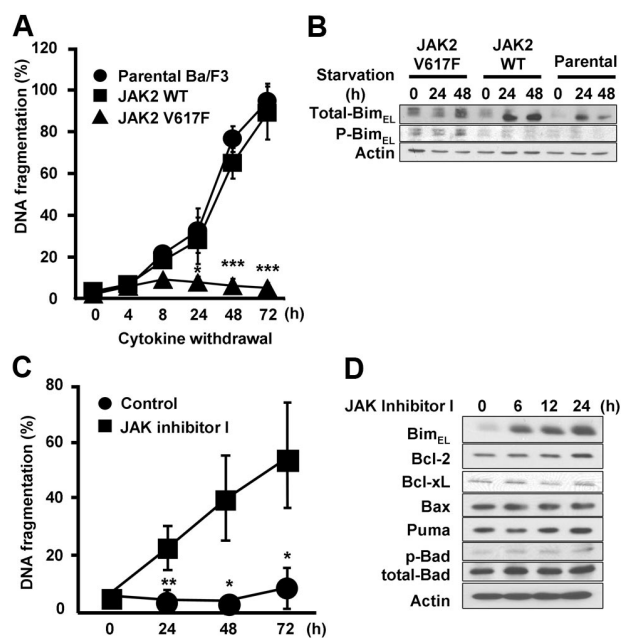 A
DNA fragmentation (%)
120
100
80
60
40
20
0
Parental Ba/F3
JAK2 WT
JAK2 V617F
*
***
***
0 4 8 24 48 72 (h)
Cytokine withdrawal
B
JAK2 V617F
JAK2 WT
Parental
Starvation (h)
0 24 48 0 24 48 0 24 48
Total-BimEL
P-BimEL
Actin
C
DNA fragmentation (%)
80
60
40
20
0
Control
JAK inhibitor I
**
*
*
0 24 48 72 (h)
D
JAK Inhibitor I 0 6 12 24 (h)
BimEL
Bcl-2
Bcl-xL
Bax
Puma
p-Bad
total-Bad
Actin